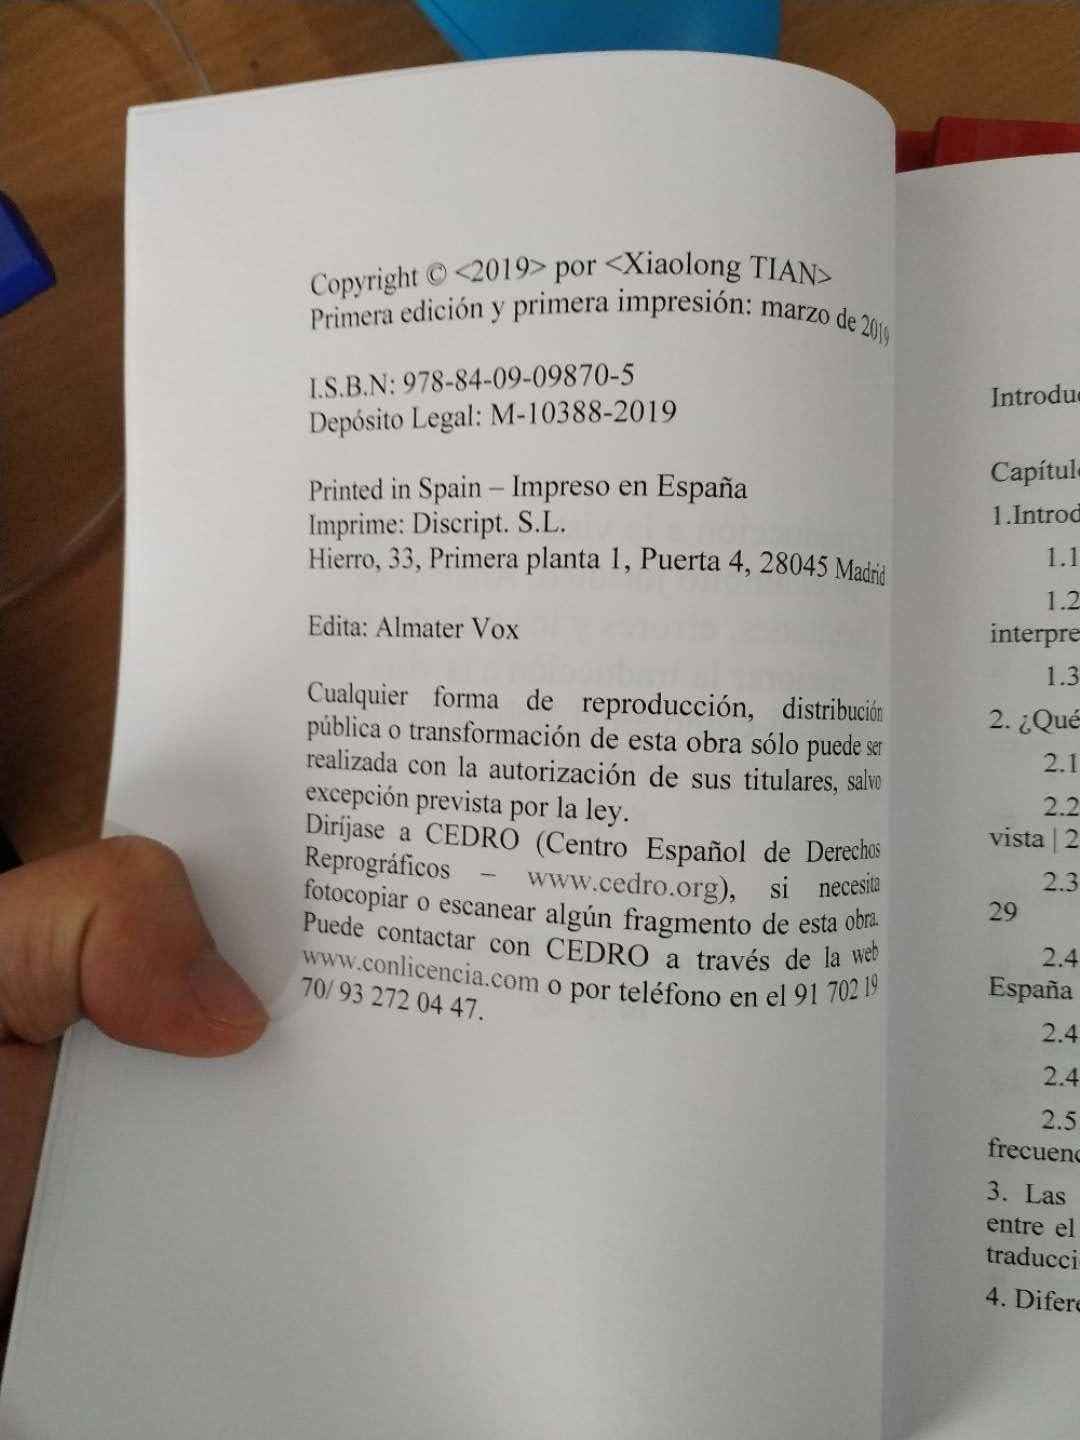 Copyright © <2019> por <Xiaolong TIAN>
Primera edición y primera impresión: marzo de 2019
I.S.B.N: 978-84-09-09870-5
Depósito Legal: M-10388-2019
Printed in Spain – Impreso en España
Imprime: Discript. S.L.
Hierro, 33, Primera planta 1, Puerta 4, 28045 Madrid
Edita: Almater Vox
Cualquier forma de reproducción, distribución
pública o transformación de esta obra sólo puede ser
realizada con la autorización de sus titulares, salvo
excepción prevista por la ley.
Diríjase a CEDRO (Centro Español de Derechos
Reprográficos – www.cedro.org), si necesita
fotocopiar o escanear algún fragmento de esta obra.
Puede contactar con CEDRO a través de la web
www.conlicencia.com o por teléfono en el 91 702 19
70/ 93 272 04 47.
Introduc
Capítul
1.Introd
1.1
1.2
interpre
1.3
2. ¿Qué
2.1
2.2
vista | 2
2.3
29
2.4
España
2.4
2.4
2.5
frecuenc
3. Las
entre el
traducci
4. Difere